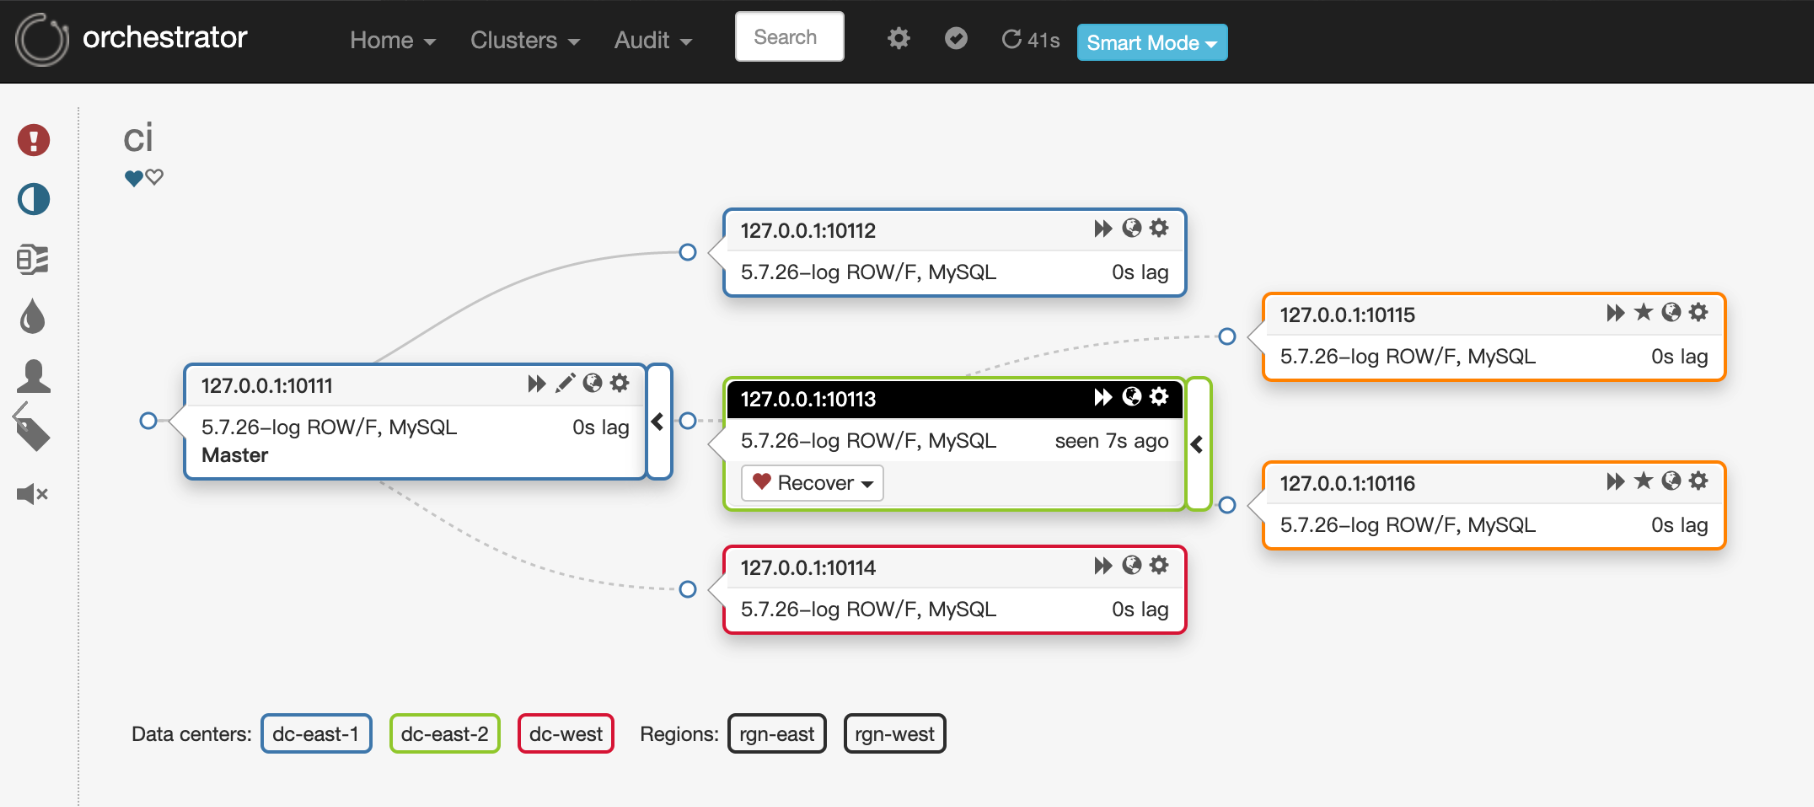 orchestrator
Home
Clusters
Audit
Search
41s
Smart Mode
ci
127.0.0.1:10112
5.7.26-log ROW/F, MySQL 0s lag
127.0.0.1:10115
5.7.26-log ROW/F, MySQL 0s lag
127.0.0.1:10111
5.7.26-log ROW/F, MySQL 0s lag
Master
127.0.0.1:10113
5.7.26-log ROW/F, MySQL seen 7s ago
Recover
127.0.0.1:10116
5.7.26-log ROW/F, MySQL 0s lag
127.0.0.1:10114
5.7.26-log ROW/F, MySQL 0s lag
Data centers: dc-east-1 dc-east-2 dc-west Regions: rgn-east rgn-west